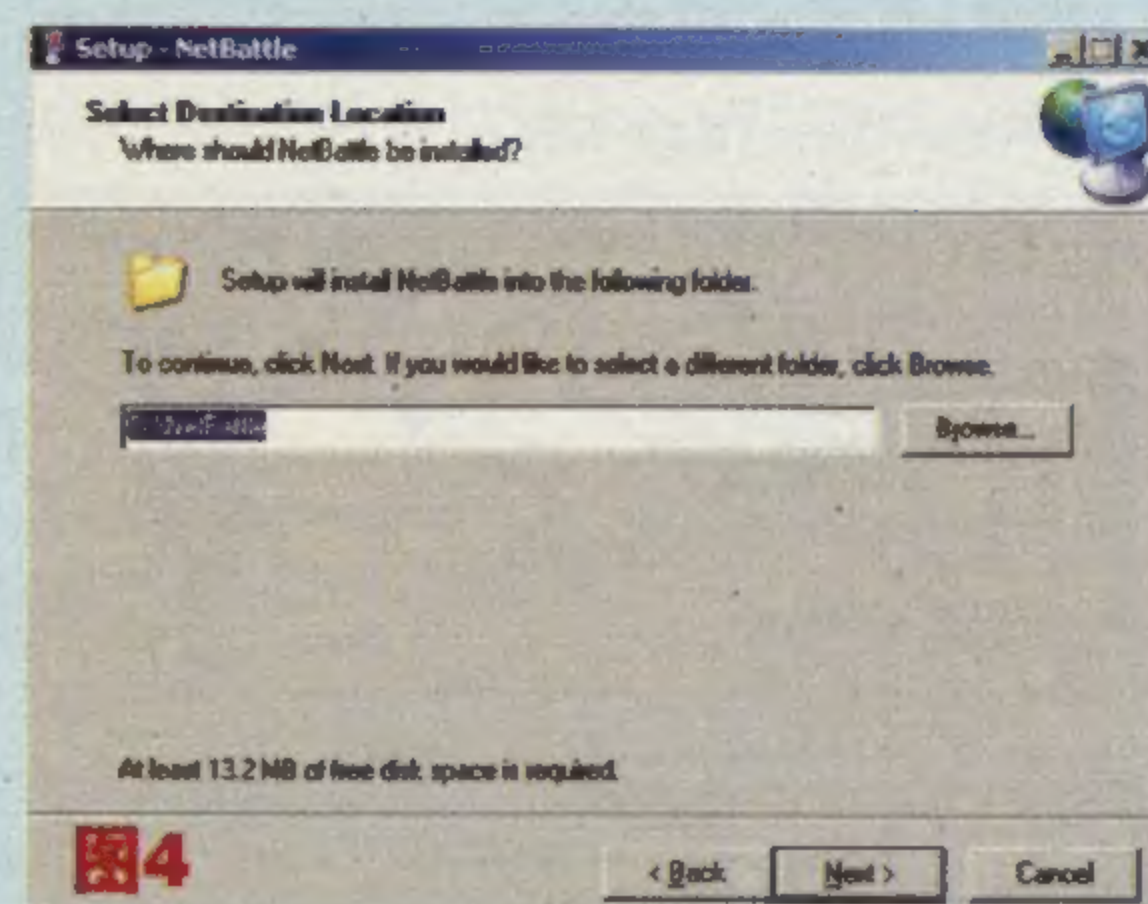 Setup - NetBattle
Select Destination Location
Where should NetBattle be installed?
Setup will install NetBattle into the following folder.
To continue, click Next. If you would like to select a different folder, click Browse.
Browse...
At least 13.2 MB of free disk space is required.
图4
< Back
Next >
Cancel